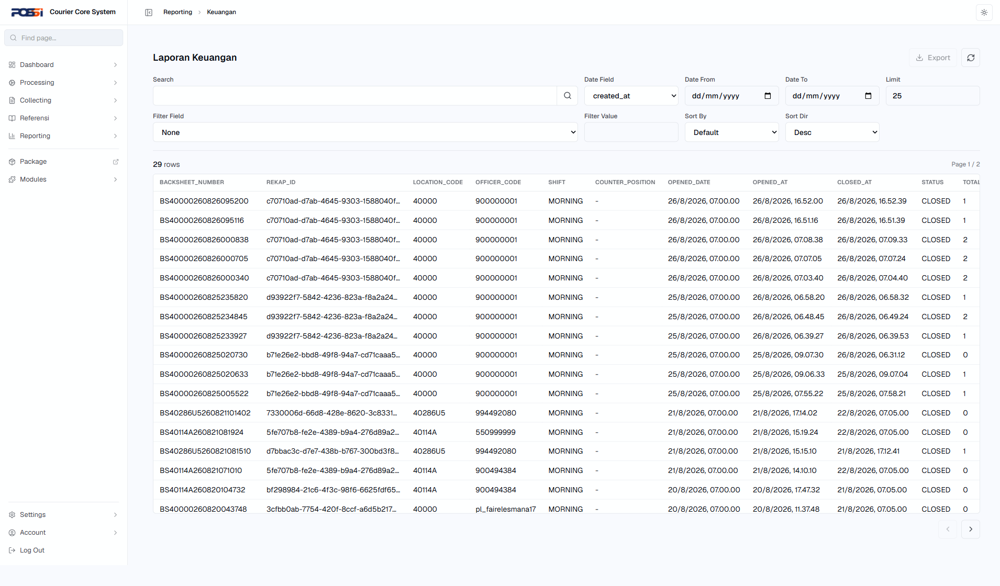 POSSi Courier Core System
Reporting > Keuangan
Find page...
Dashboard
Processing
Collecting
Referensi
Reporting
Package
Modules
Settings
Account
Log Out
Laporan Keuangan
Export
Search
Date Field
Date From
Date To
Limit
created_at
dd/mm/yyyy
dd/mm/yyyy
25
Filter Field
Filter Value
Sort By
Sort Dir
None
Default
Desc
29 rows
Page 1 / 2
BACKSHEET_NUMBER REKAP_ID LOCATION_CODE OFFICER_CODE SHIFT COUNTER_POSITION OPENED_DATE OPENED_AT CLOSED_AT STATUS TOTAL
BS40000260826095200 c70710ad-d7ab-4645-9303-1588040f... 40000 900000001 MORNING - 26/8/2026, 07.00.00 26/8/2026, 16.52.00 26/8/2026, 16.52.39 CLOSED 1
BS40000260826095116 c70710ad-d7ab-4645-9303-1588040f... 40000 900000001 MORNING - 26/8/2026, 07.00.00 26/8/2026, 16.51.16 26/8/2026, 16.51.39 CLOSED 1
BS40000260826000838 c70710ad-d7ab-4645-9303-1588040f... 40000 900000001 MORNING - 26/8/2026, 07.00.00 26/8/2026, 07.08.38 26/8/2026, 07.09.33 CLOSED 2
BS40000260826000705 c70710ad-d7ab-4645-9303-1588040f... 40000 900000001 MORNING - 26/8/2026, 07.00.00 26/8/2026, 07.07.05 26/8/2026, 07.07.24 CLOSED 2
BS40000260826000340 c70710ad-d7ab-4645-9303-1588040f... 40000 900000001 MORNING - 26/8/2026, 07.00.00 26/8/2026, 07.03.40 26/8/2026, 07.04.40 CLOSED 2
BS40000260825235820 d93922f7-5842-4236-823a-f8a2a24... 40000 900000001 MORNING - 25/8/2026, 07.00.00 26/8/2026, 06.58.20 26/8/2026, 06.58.32 CLOSED 1
BS40000260825234845 d93922f7-5842-4236-823a-f8a2a24... 40000 900000001 MORNING - 25/8/2026, 07.00.00 26/8/2026, 06.48.45 26/8/2026, 06.49.24 CLOSED 2
BS40000260825233927 d93922f7-5842-4236-823a-f8a2a24... 40000 900000001 MORNING - 25/8/2026, 07.00.00 26/8/2026, 06.39.27 26/8/2026, 06.39.53 CLOSED 1
BS40000260825020730 b71e26e2-bbd8-49f8-94a7-cd71caaa5... 40000 900000001 MORNING - 25/8/2026, 07.00.00 25/8/2026, 09.07.30 26/8/2026, 06.31.12 CLOSED 0
BS40000260825020633 b71e26e2-bbd8-49f8-94a7-cd71caaa5... 40000 900000001 MORNING - 25/8/2026, 07.00.00 25/8/2026, 09.06.33 25/8/2026, 09.07.04 CLOSED 1
BS40000260825005522 b71e26e2-bbd8-49f8-94a7-cd71caaa5... 40000 900000001 MORNING - 25/8/2026, 07.00.00 25/8/2026, 07.55.22 25/8/2026, 07.58.21 CLOSED 1
BS40286U5260821101402 7330006d-66d8-428e-8620-3c8331... 40286U5 994492080 MORNING - 21/8/2026, 07.00.00 21/8/2026, 17.14.02 22/8/2026, 07.05.00 CLOSED 0
BS40114A260821081924 5fe707b8-fe2e-4389-b9a4-276d89a2... 40114A 550999999 MORNING - 21/8/2026, 07.00.00 21/8/2026, 15.19.24 22/8/2026, 07.05.00 CLOSED 0
BS40286U5260821081510 d7bbac3c-d7e7-438b-b767-300bd3f8... 40286U5 994492080 MORNING - 21/8/2026, 07.00.00 21/8/2026, 15.15.10 21/8/2026, 17.12.41 CLOSED 1
BS40114A260821071010 5fe707b8-fe2e-4389-b9a4-276d89a2... 40114A 900494384 MORNING - 21/8/2026, 07.00.00 21/8/2026, 14.10.10 22/8/2026, 07.05.00 CLOSED 0
BS40114A260820104732 bf298984-21c6-4f3c-98f6-6625fdf65... 40114A 900494384 MORNING - 20/8/2026, 07.00.00 20/8/2026, 17.47.32 21/8/2026, 07.05.00 CLOSED 0
BS40000260820043748 3cfbb0ab-7754-420f-8ccf-a6d5b217... 40000 pl_fairelesmana17 MORNING - 20/8/2026, 07.00.00 20/8/2026, 11.37.48 21/8/2026, 07.05.00 CLOSED 0